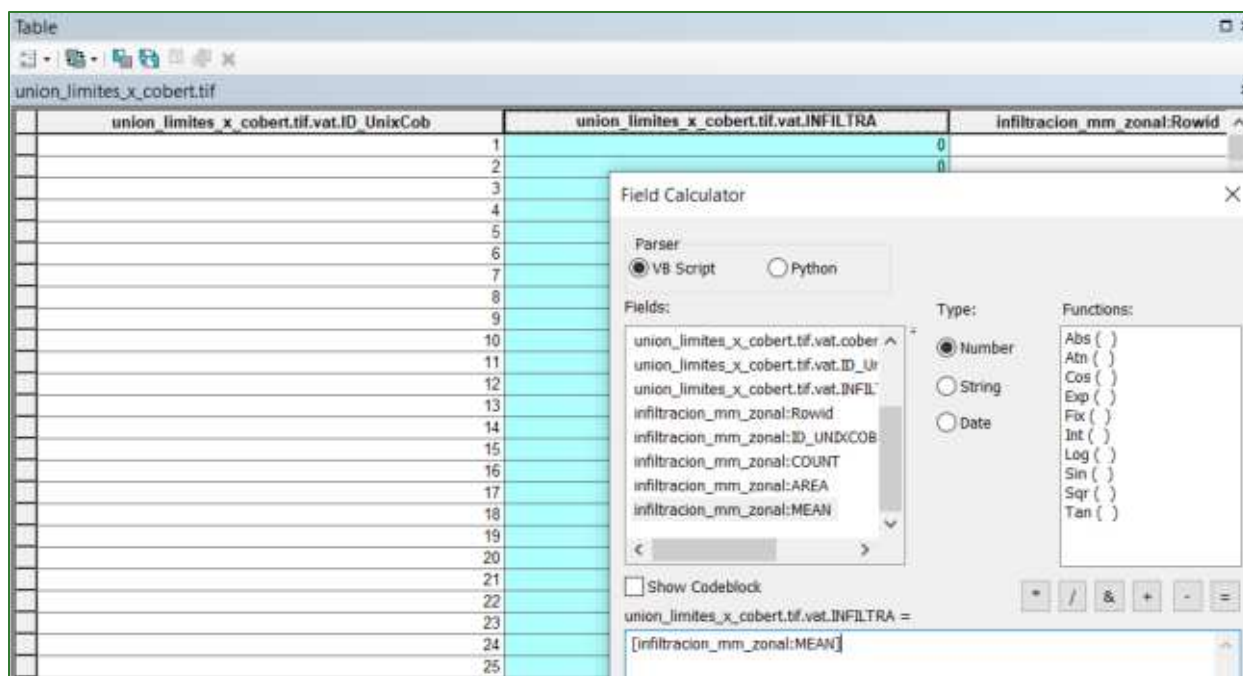 Table
union_limites_x_cobert.tif
union_limites_x_cobert.tif.vat.ID_UnixCob union_limites_x_cobert.tif.vat.INFILTRA infiltracion_mm_zonal:Rowid
1 0
2 0
3
4
5
6
7
8
9
10
11
12
13
14
15
16
17
18
19
20
21
22
23
24
25
Field Calculator
Parser
VB Script Python
Fields:
union_limites_x_cobert.tif.vat.cober
union_limites_x_cobert.tif.vat.ID_Ur
union_limites_x_cobert.tif.vat.INFIL
infiltracion_mm_zonal:Rowid
infiltracion_mm_zonal:ID_UNIXCOB
infiltracion_mm_zonal:COUNT
infiltracion_mm_zonal:AREA
infiltracion_mm_zonal:MEAN
Type:
Number
String
Date
Functions:
Abs ( )
Atn ( )
Cos ( )
Exp ( )
Fix ( )
Int ( )
Log ( )
Sin ( )
Sqr ( )
Tan ( )
Show Codeblock
* / & + - =
union_limites_x_cobert.tif.vat.INFILTRA =
[infiltracion_mm_zonal:MEAN]